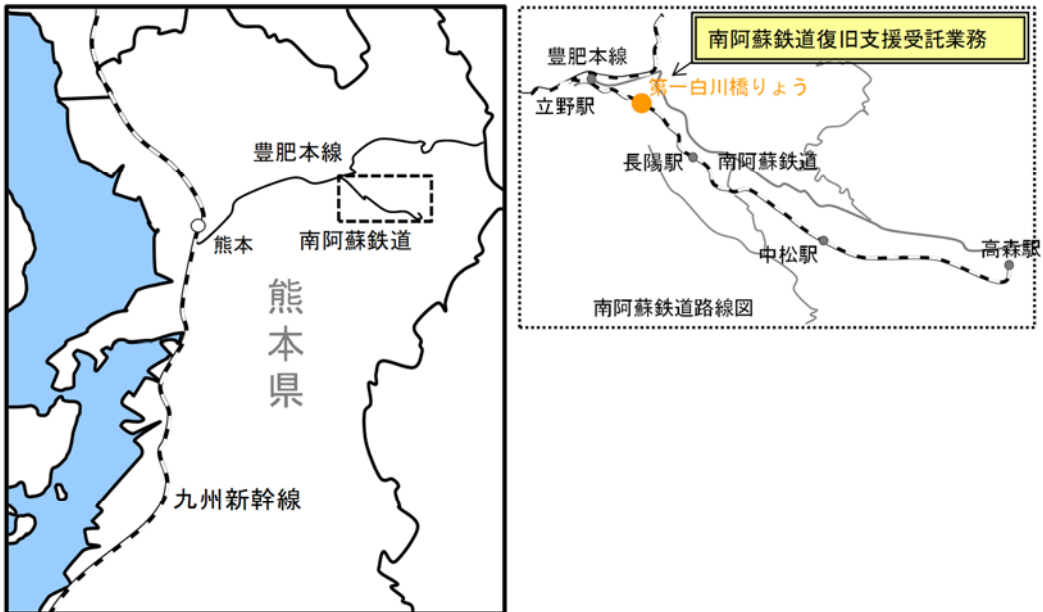 豊肥本線
熊本
南阿蘇鉄道
熊
本
県
九州新幹線
南阿蘇鉄道復旧支援受託業務
豊肥本線
第一白川橋りょう
立野駅
長陽駅
南阿蘇鉄道
中松駅
高森駅
南阿蘇鉄道路線図